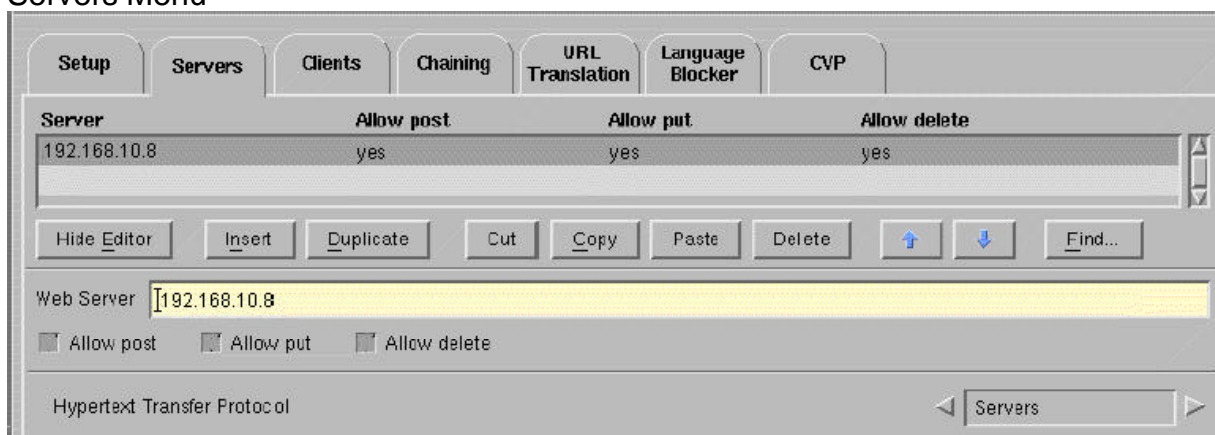 Servers Menu
Setup Servers Clients Chaining URL Translation Language Blocker CVP
Server Allow post Allow put Allow delete
192.168.10.8 yes yes yes
Hide Editor Insert Duplicate Cut Copy Paste Delete Find...
Web Server 192.168.10.8
Allow post Allow put Allow delete
Hypertext Transfer Protocol Servers